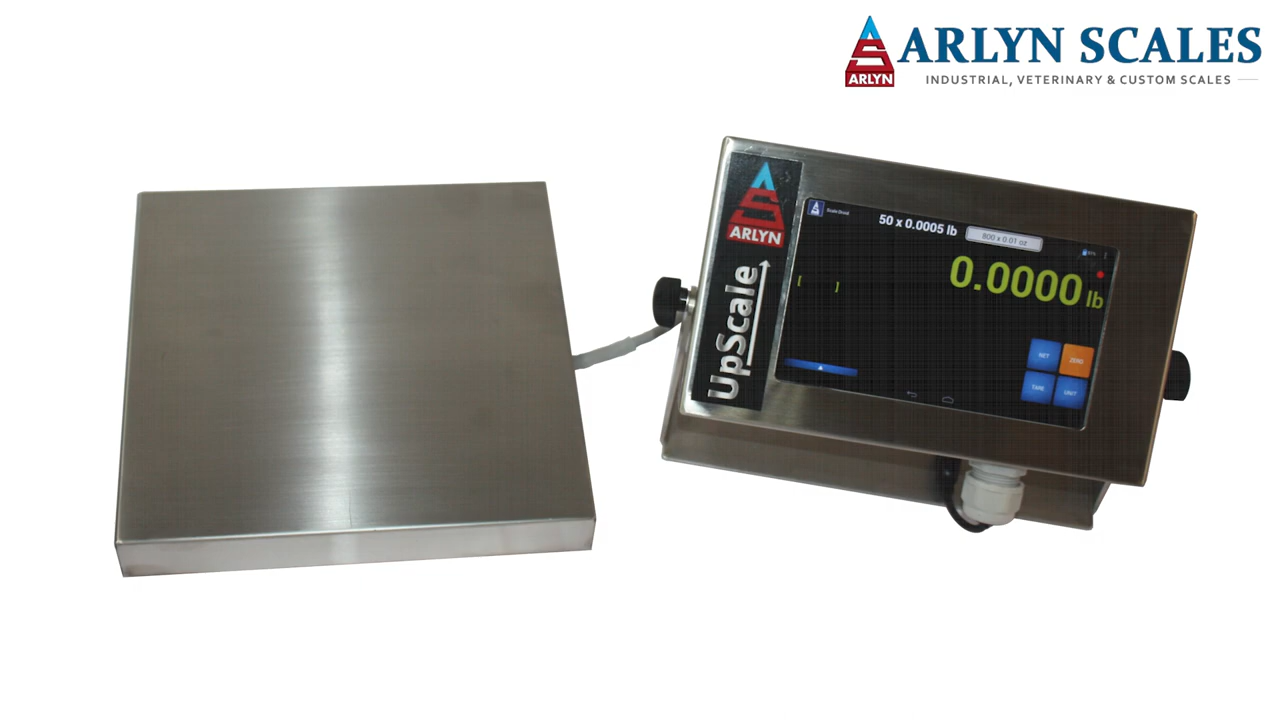 ARLYN SCALES
ARLYN
INDUSTRIAL, VETERINARY & CUSTOM SCALES
ARLYN
UpScale
50 x 0.0005 lb
800 x 0.01 oz
0.0000 lb
[ ]
NET
ZERO
TARE
UNIT